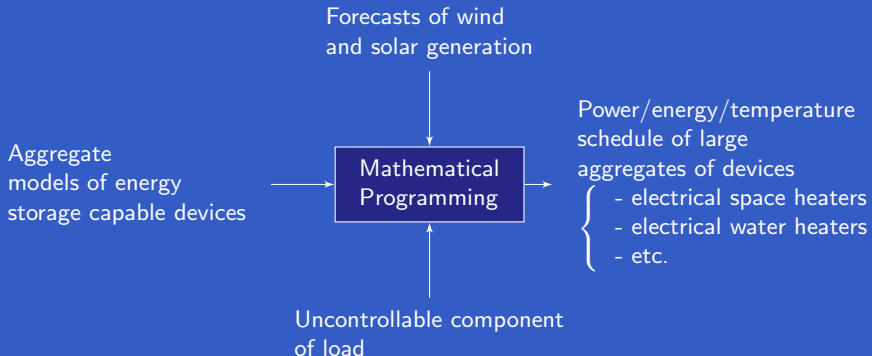 Forecasts of wind
and solar generation
Aggregate
models of energy
storage capable devices
Mathematical
Programming
Power/energy/temperature
schedule of large
aggregates of devices
- electrical space heaters
- electrical water heaters
- etc.
Uncontrollable component
of load